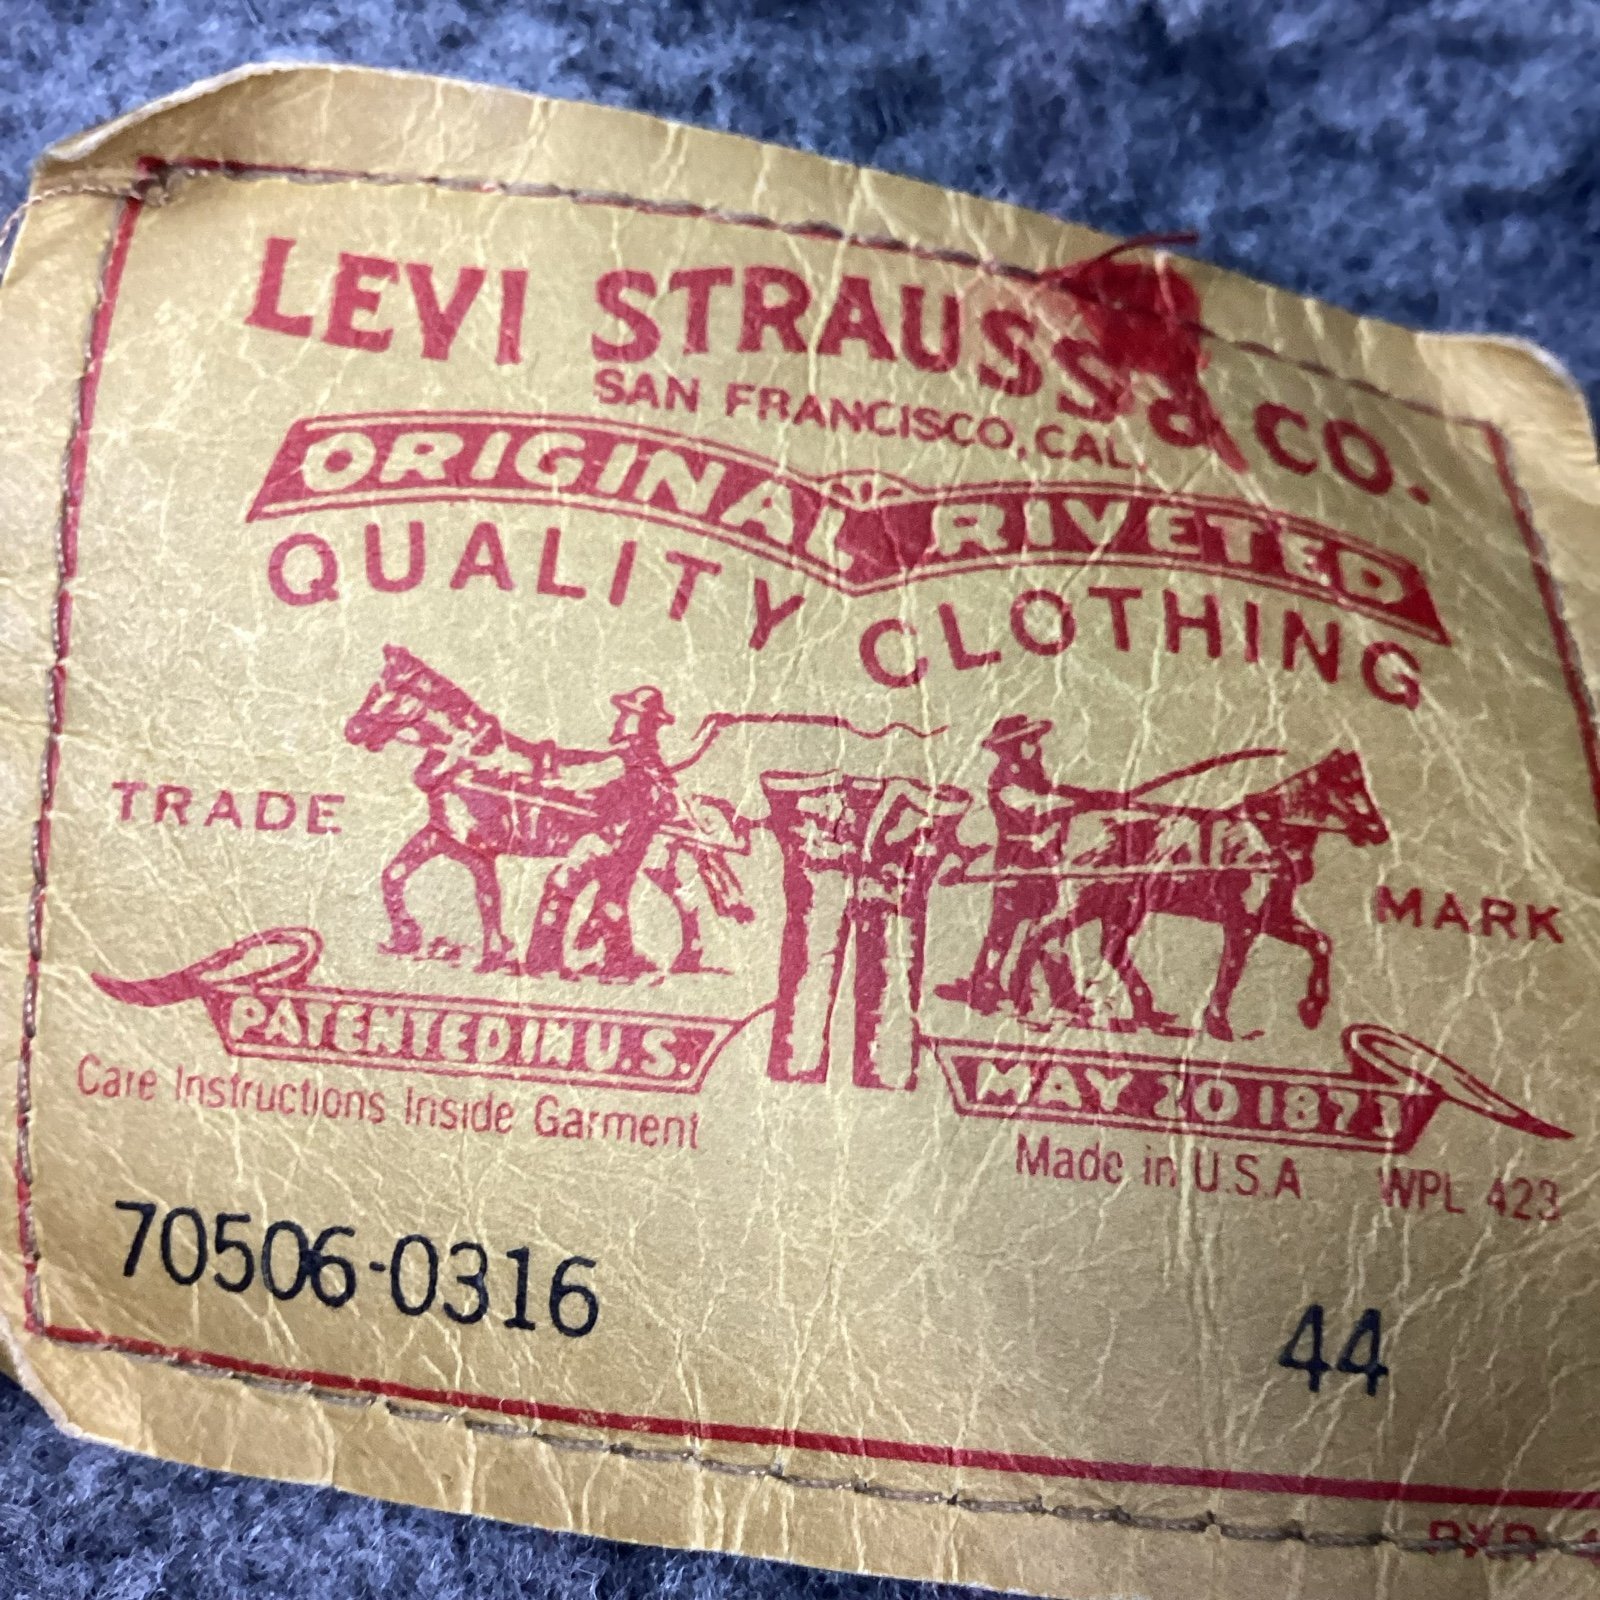 LEVI STRAUSS & CO.
SAN FRANCISCO, CAL.
ORIGINAL RIVETED
QUALITY CLOTHING
TRADE MARK
PATENTED IN U.S. MAY 20 1873
Care Instructions Inside Garment
Made in U.S.A WPL 423
70506-0316 44